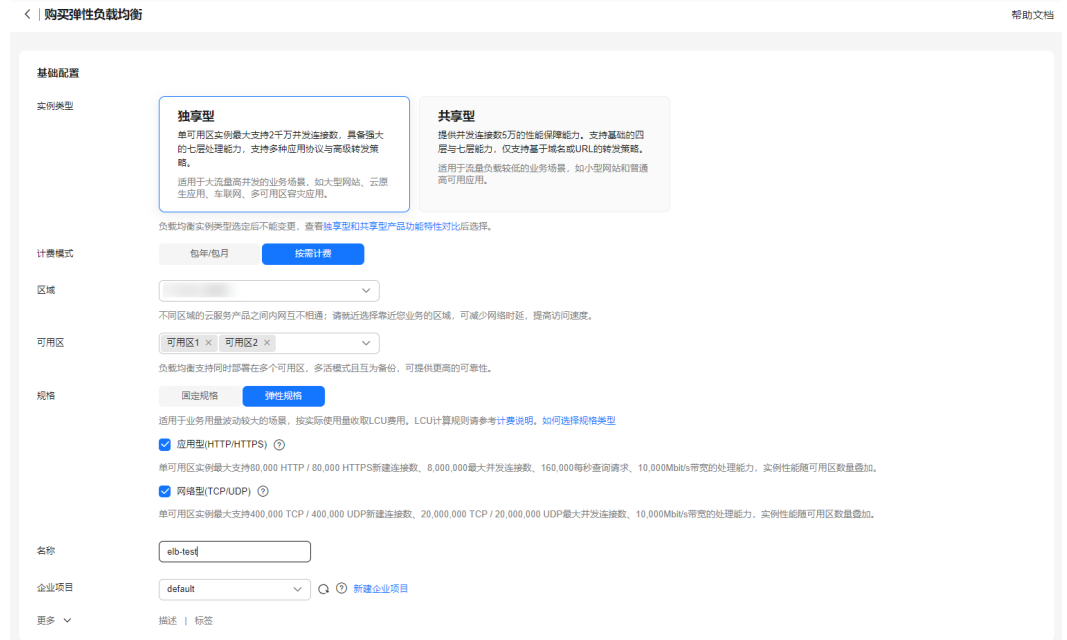 购买弹性负载均衡
帮助文档
基础配置
实例类型
独享型
单可用区实例最大支持2千万并发连接数，具备强大
的七层处理能力，支持多种应用协议与高级转发策
略。
适用于大流量高并发的业务场景，如大型网站、云原
生应用、车联网、多可用区容灾应用。
共享型
提供并发连接数5万的性能保障能力。支持基础的四
层与七层能力，仅支持基于域名或URL的转发策略。
适用于流量负载较低的业务场景，如小型网站和普通
高可用应用。
负载均衡实例类型选定后不能变更，查看独享型和共享型产品功能特性对比后选择。
计费模式
包年/包月
按需计费
区域
不同区域的云服务产品之间内网互不相通；请就近选择靠近您业务的区域，可减少网络时延，提高访问速度。
可用区
可用区1 × 可用区2 ×
负载均衡支持同时部署在多个可用区，多活模式且互为备份，可提供更高的可靠性。
规格
固定规格
弹性规格
适用于业务用量波动较大的场景，按实际使用量收取LCU费用。LCU计算规则请参考计费说明。如何选择规格类型
应用型(HTTP/HTTPS) ?
单可用区实例最大支持80,000 HTTP / 80,000 HTTPS新建连接数、8,000,000最大并发连接数、160,000每秒查询请求、10,000Mbit/s带宽的处理能力，实例性能随可用区数量叠加。
网络型(TCP/UDP) ?
单可用区实例最大支持400,000 TCP / 400,000 UDP新建连接数、20,000,000 TCP / 20,000,000 UDP最大并发连接数、10,000Mbit/s带宽的处理能力，实例性能随可用区数量叠加。
名称
elb-test
企业项目
default
? 新建企业项目
更多
描述 | 标签